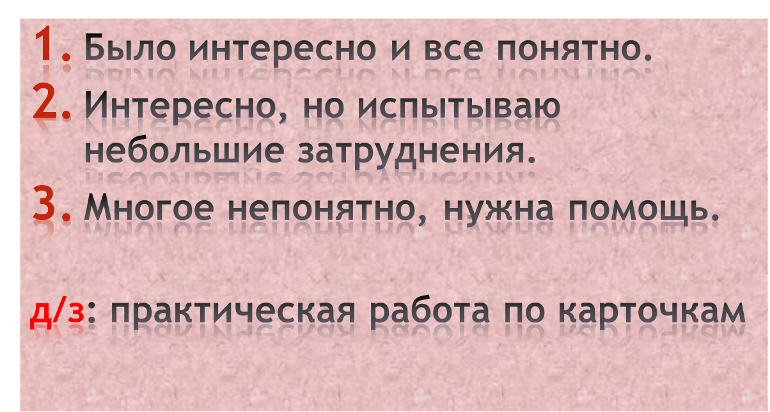 1. Было интересно и все понятно.
2. Интересно, но испытываю
небольшие затруднения.
3. Многое непонятно, нужна помощь.
д/з: практическая работа по карточкам